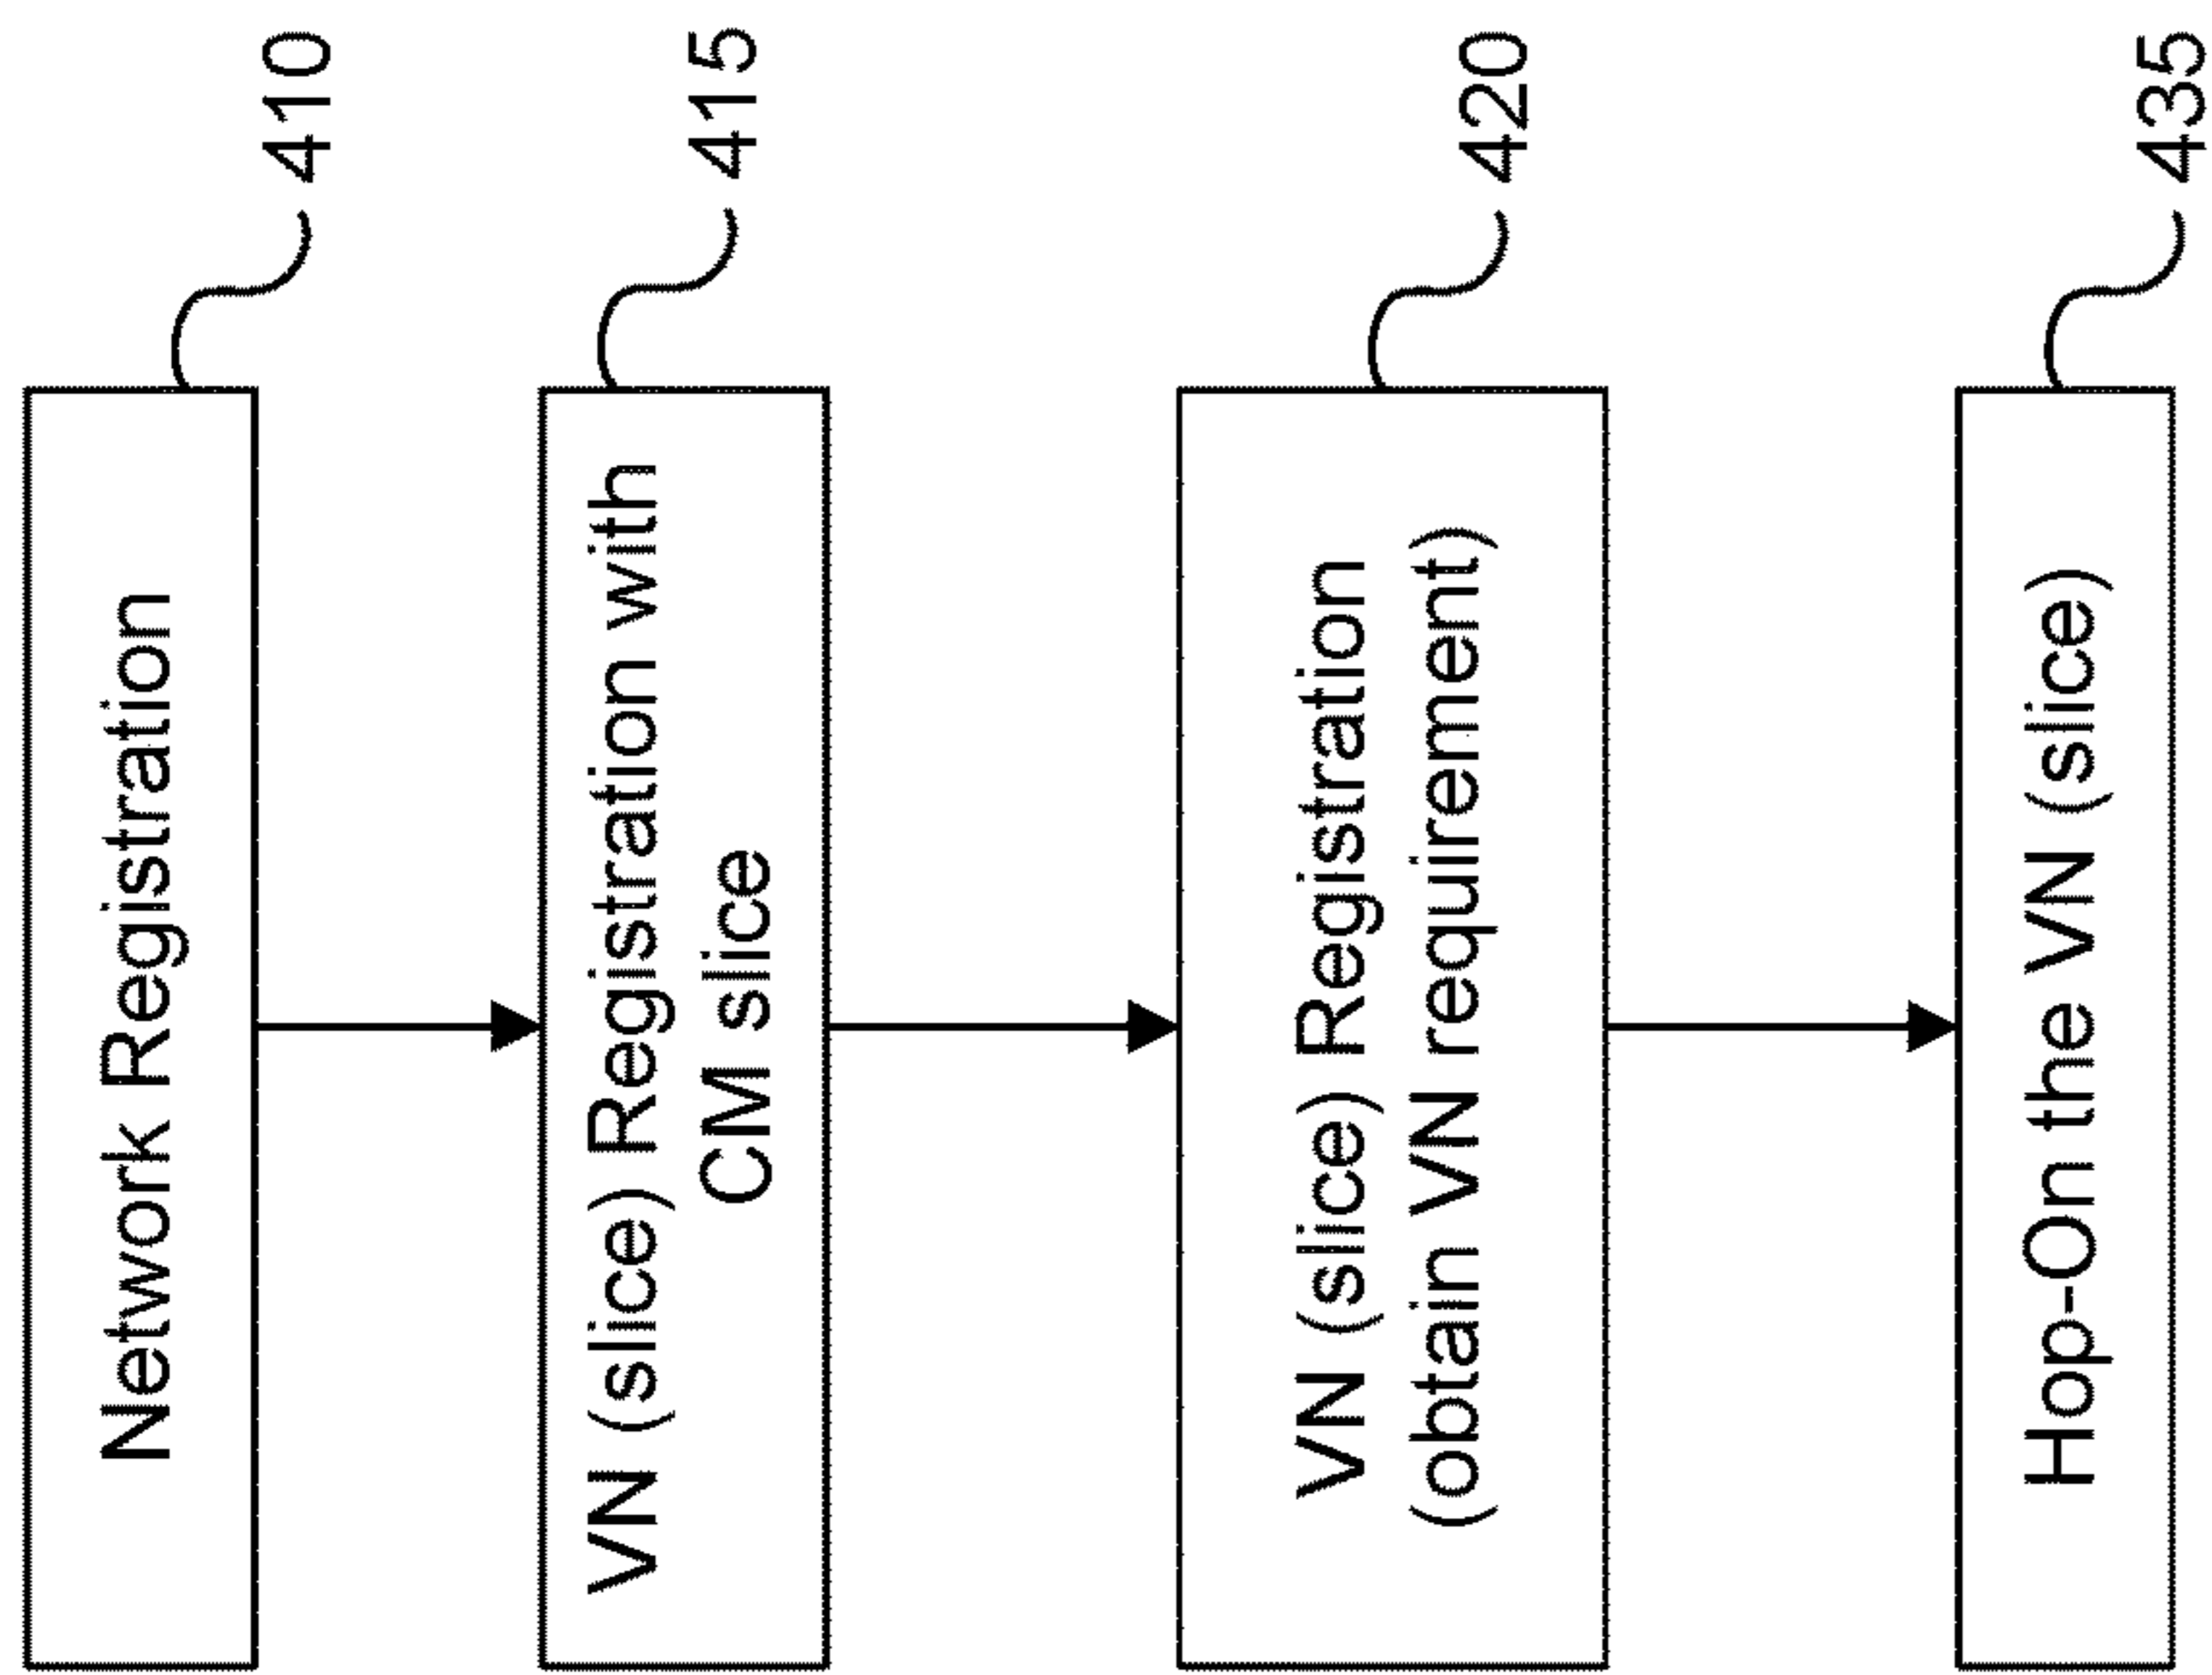 Network Registration
410
VN (slice) Registration with
CM slice
415
VN (slice) Registration
(obtain VN requirement)
420
Hop-On the VN (slice)
435